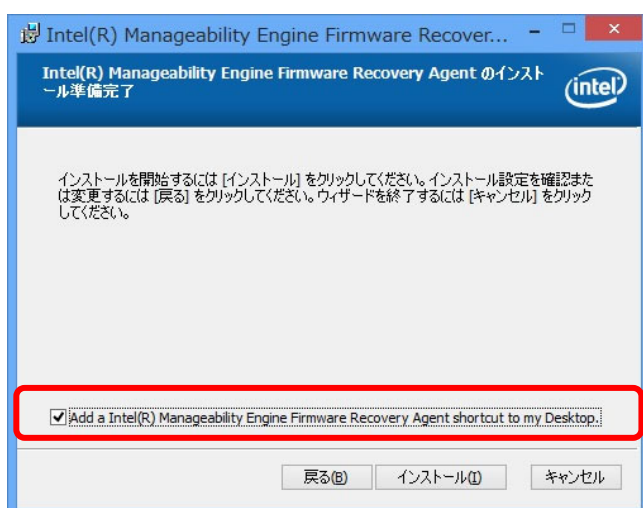 Intel(R) Manageability Engine Firmware Recover...
Intel(R) Manageability Engine Firmware Recovery Agent のインスト
ール準備完了
intel
インストールを開始するには [インストール] をクリックしてください。インストール設定を確認また
は変更するには [戻る] をクリックしてください。ウィザードを終了するには [キャンセル] をクリック
してください。
Add a Intel(R) Manageability Engine Firmware Recovery Agent shortcut to my Desktop.
戻る(B)
インストール(I)
キャンセル